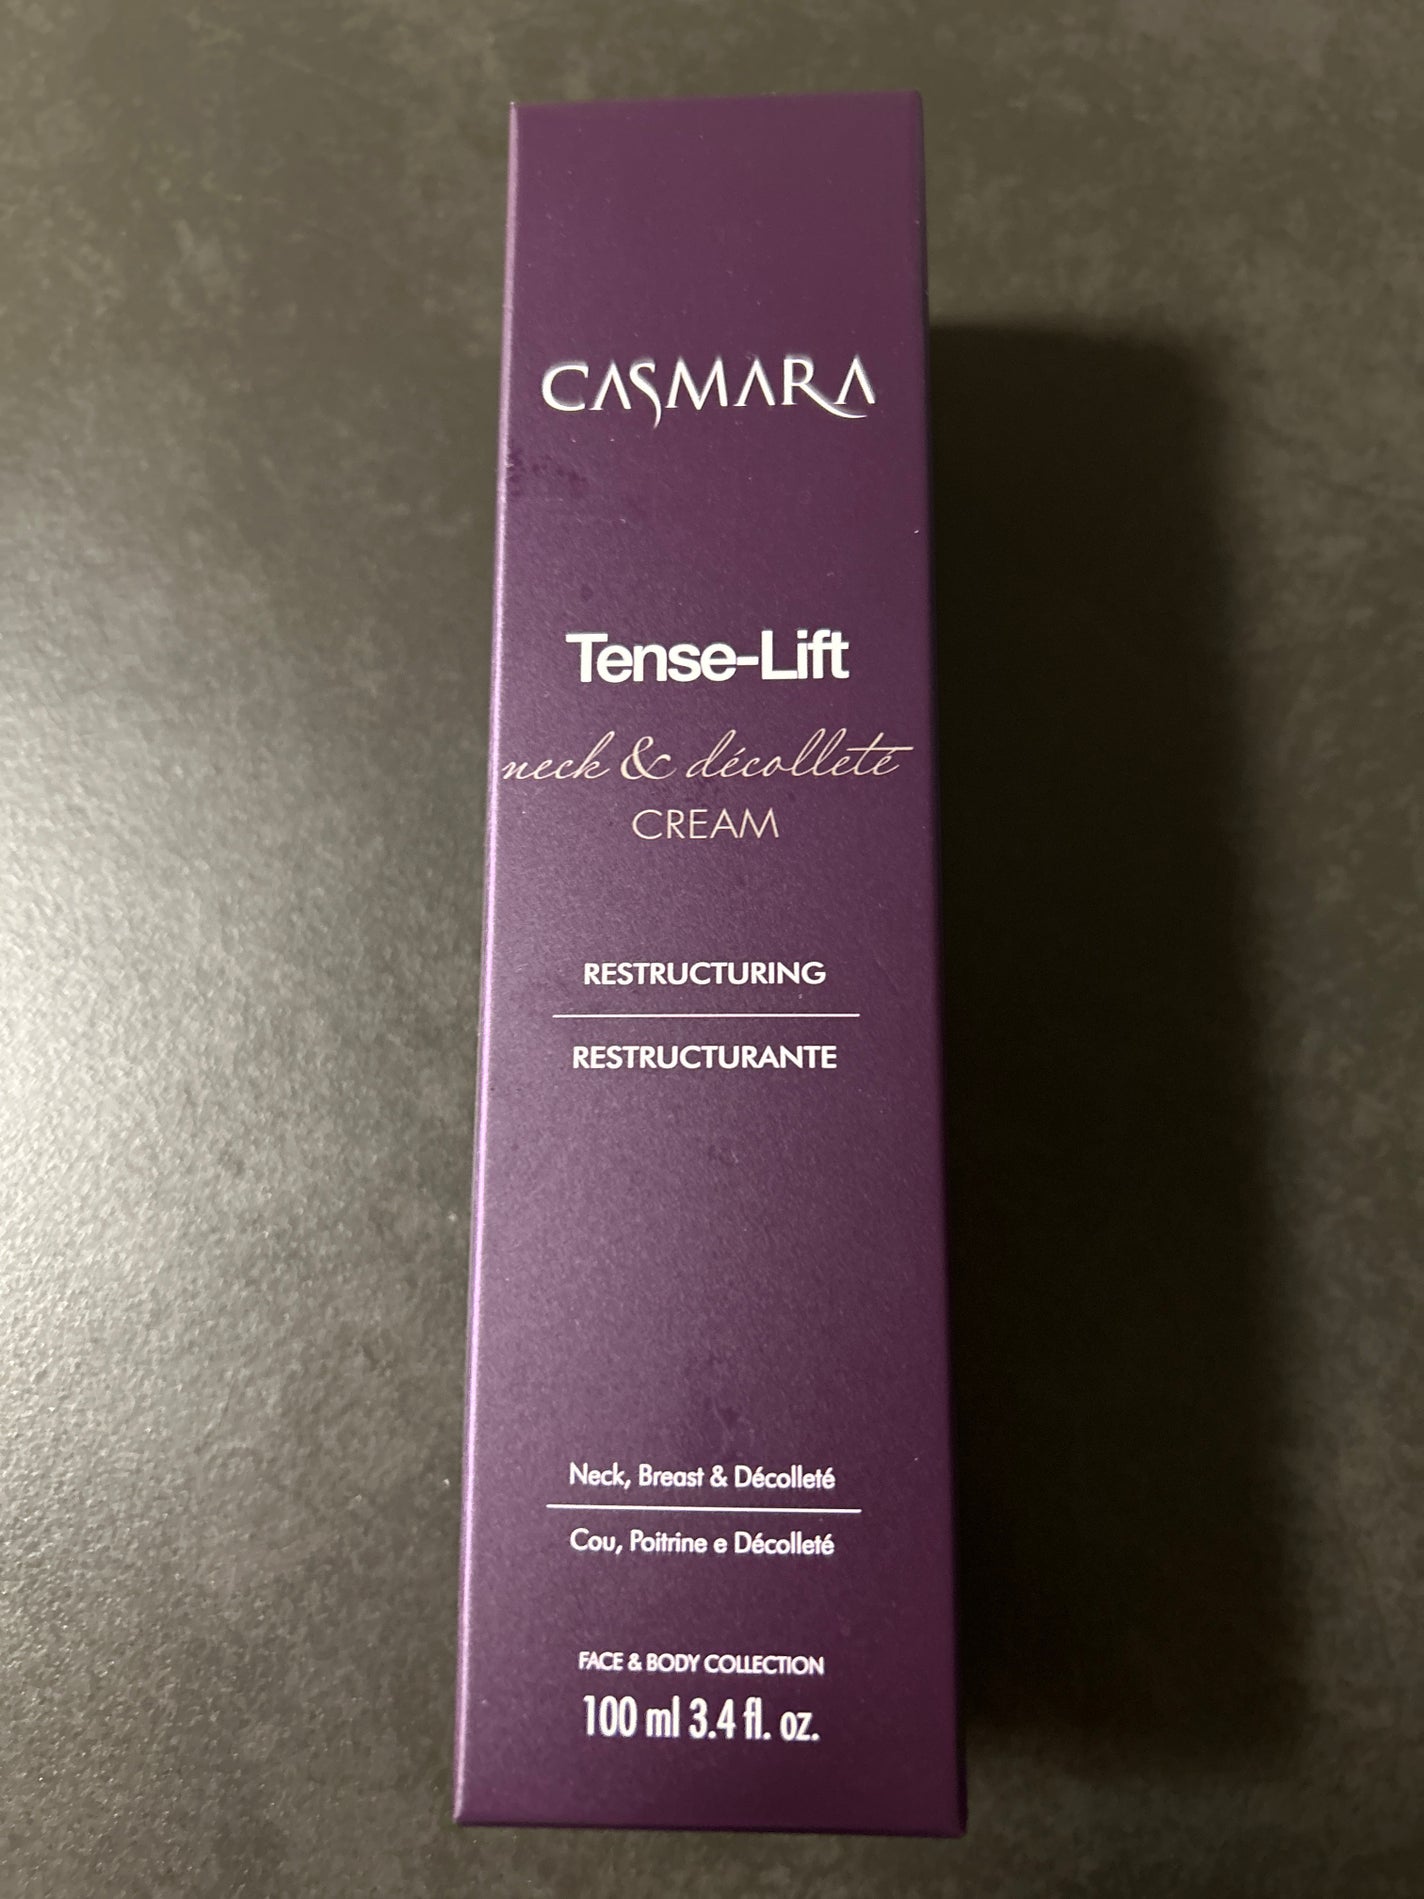 CASMARA
Tense-Lift
neck & décolleté
CREAM
RESTRUCTURING
RESTRUCTURANTE
Neck, Breast & Décolleté
Cou, Poitrine e Décolleté
FACE & BODY COLLECTION
100 ml 3.4 fl. oz.